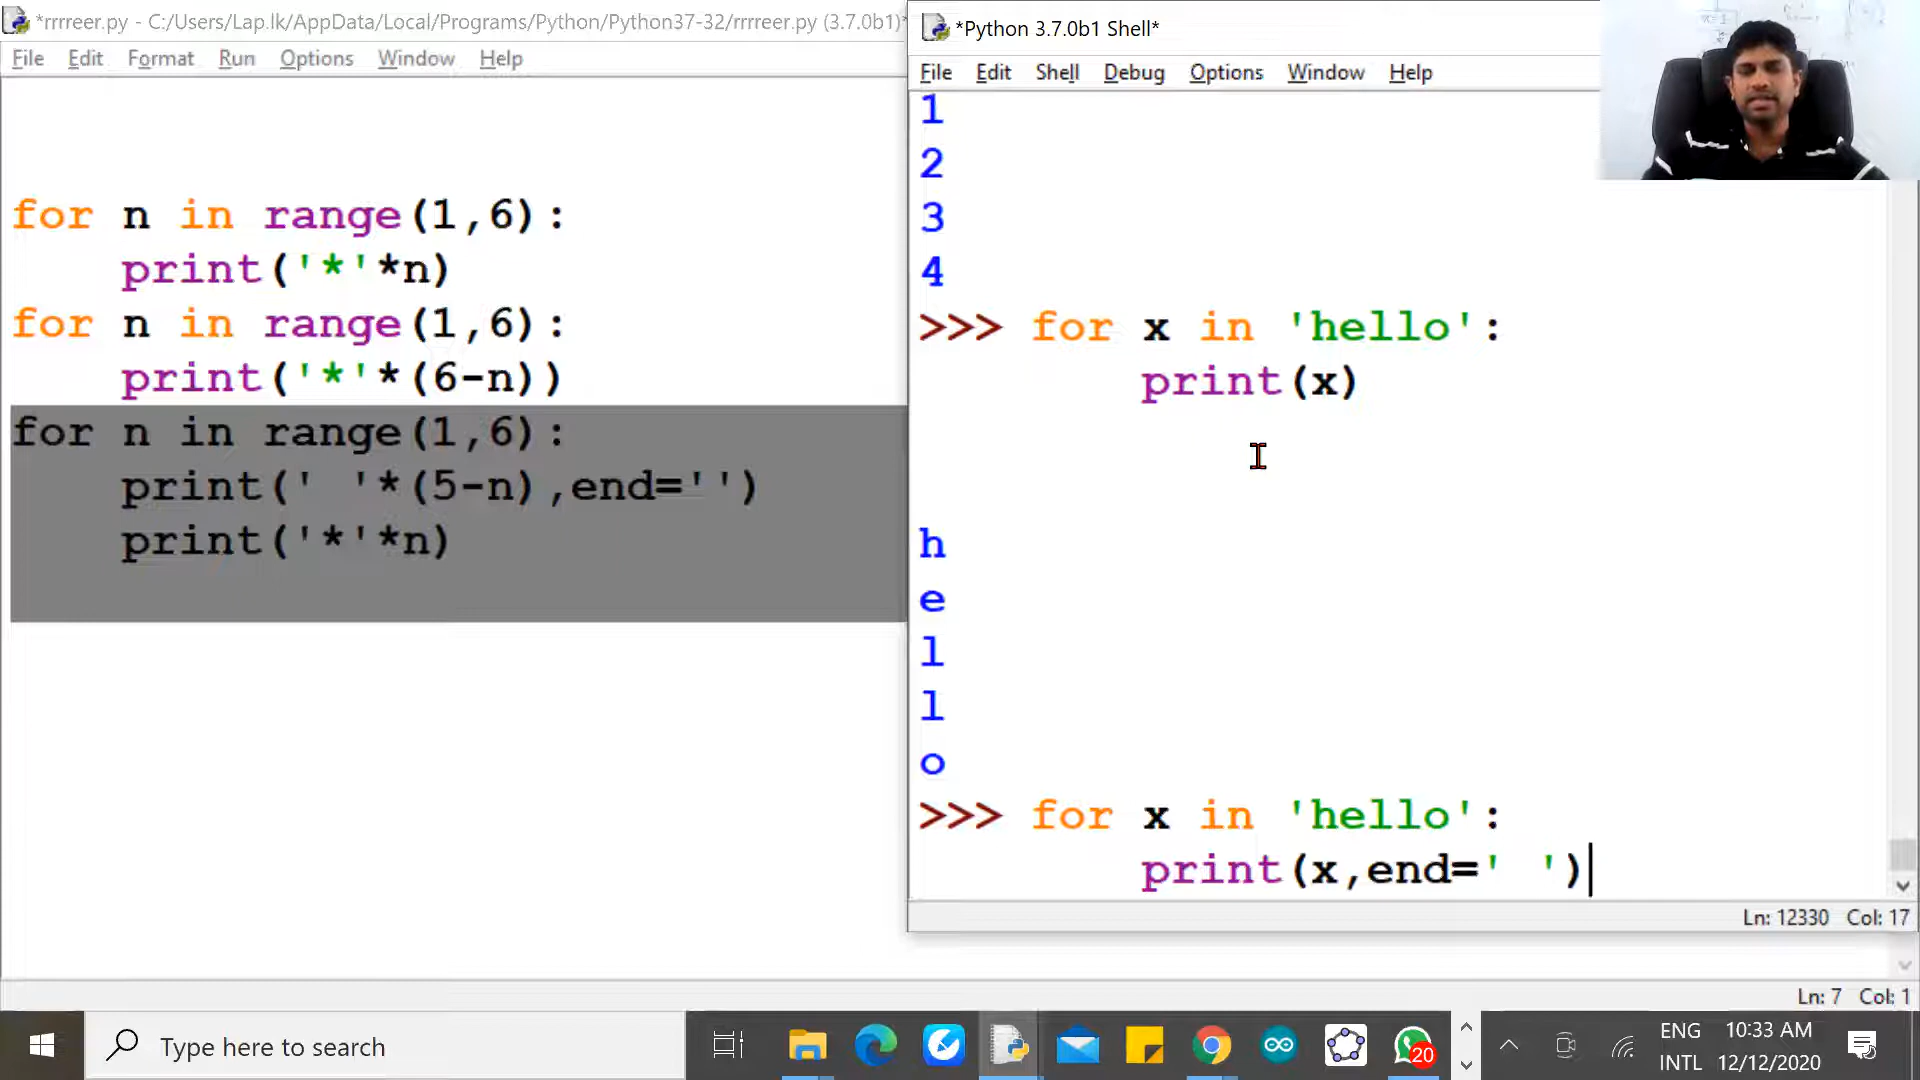 *rrrreer.py - C:/Users/Lap.lk/AppData/Local/Programs/Python/Python37-32/rrrreer.py (3.7.0b1)*
File Edit Format Run Options Window Help
for n in range(1,6):
    print('*'*n)
for n in range(1,6):
    print('*'*(6-n))
for n in range(1,6):
    print(' '*(5-n),end='')
    print('*'*n)
Ln: 7 Col: 1
*Python 3.7.0b1 Shell*
File Edit Shell Debug Options Window Help
1
2
3
4
>>> for x in 'hello':
        print(x)
h
e
l
l
o
>>> for x in 'hello':
        print(x,end=' ')
Ln: 12330 Col: 17
Type here to search
20
ENG
INTL
10:33 AM
12/12/2020